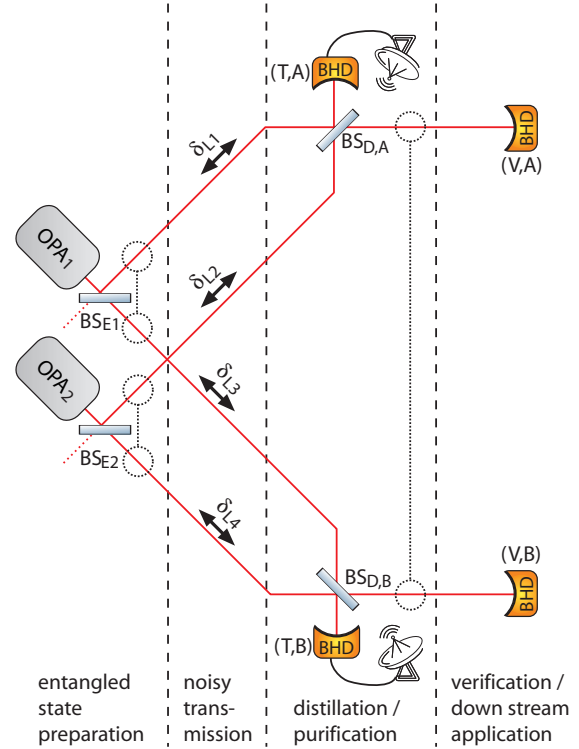 (T,A)
BHD
BS_D,A
BHD
(V,A)
δ_L1
OPA_1
δ_L2
BS_E1
OPA_2
δ_L3
BS_E2
δ_L4
(V,B)
BS_D,B
BHD
(T,B)
BHD
entangled
state
preparation
noisy
trans-
mission
distillation /
purification
verification /
down stream
application